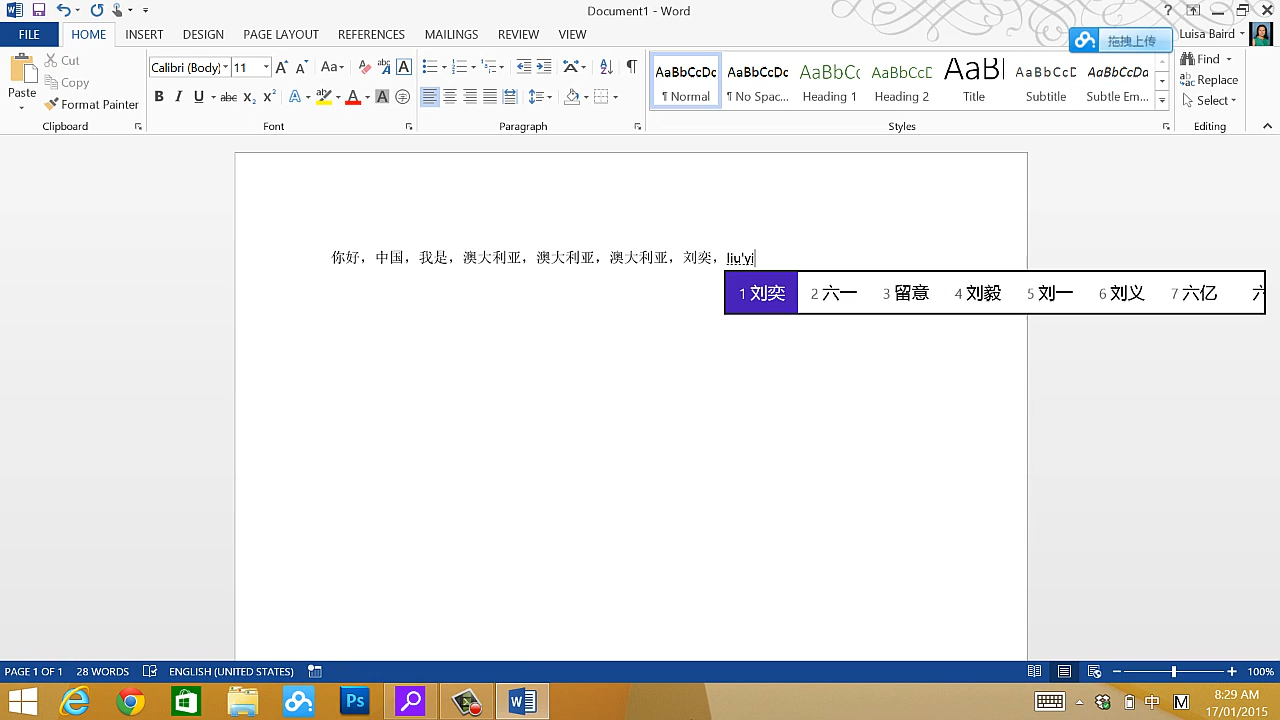 Document1 - Word
?
FILE HOME INSERT DESIGN PAGE LAYOUT REFERENCES MAILINGS REVIEW VIEW
拖拽上传
Luisa Baird
Paste
Cut
Copy
Format Painter
Clipboard
Calibri (Body) 11
Font
Paragraph
AaBbCcDc AaBbCcDc AaBbCc AaBbCcD AaB AaBbCcD AaBbCcDa
¶ Normal ¶ No Spac... Heading 1 Heading 2 Title Subtitle Subtle Em...
Styles
Find
Replace
Select
Editing
你好，中国，我是，澳大利亚，澳大利亚，澳大利亚，刘奕，liu'yi
1 刘奕 2 六一 3 留意 4 刘毅 5 刘一 6 刘义 7 六亿
PAGE 1 OF 1 28 WORDS ENGLISH (UNITED STATES) 100%
Ps
中 M
8:29 AM
17/01/2015